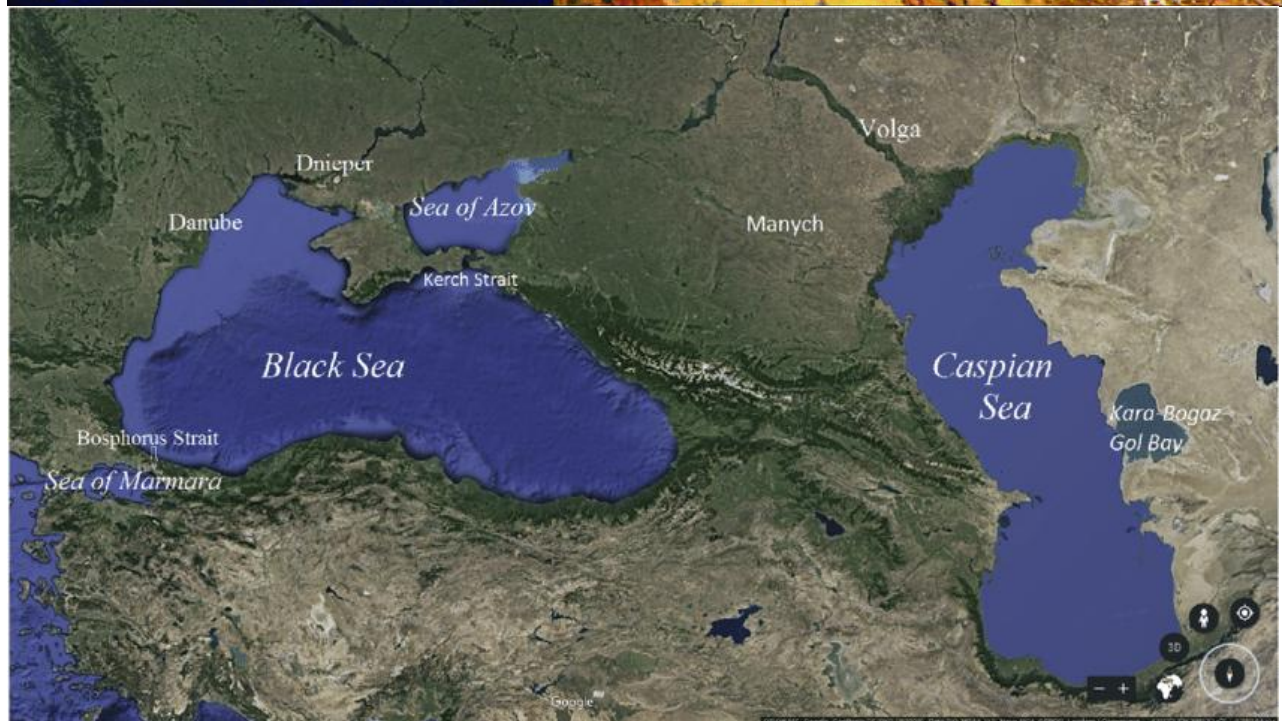 Volga
Dnieper
Sea of Azov
Danube
Manych
Kerch Strait
Black Sea
Caspian
Sea
Kara-Bogaz
Gol Bay
Bosphorus Strait
Sea of Marmara
3D
− +
Google